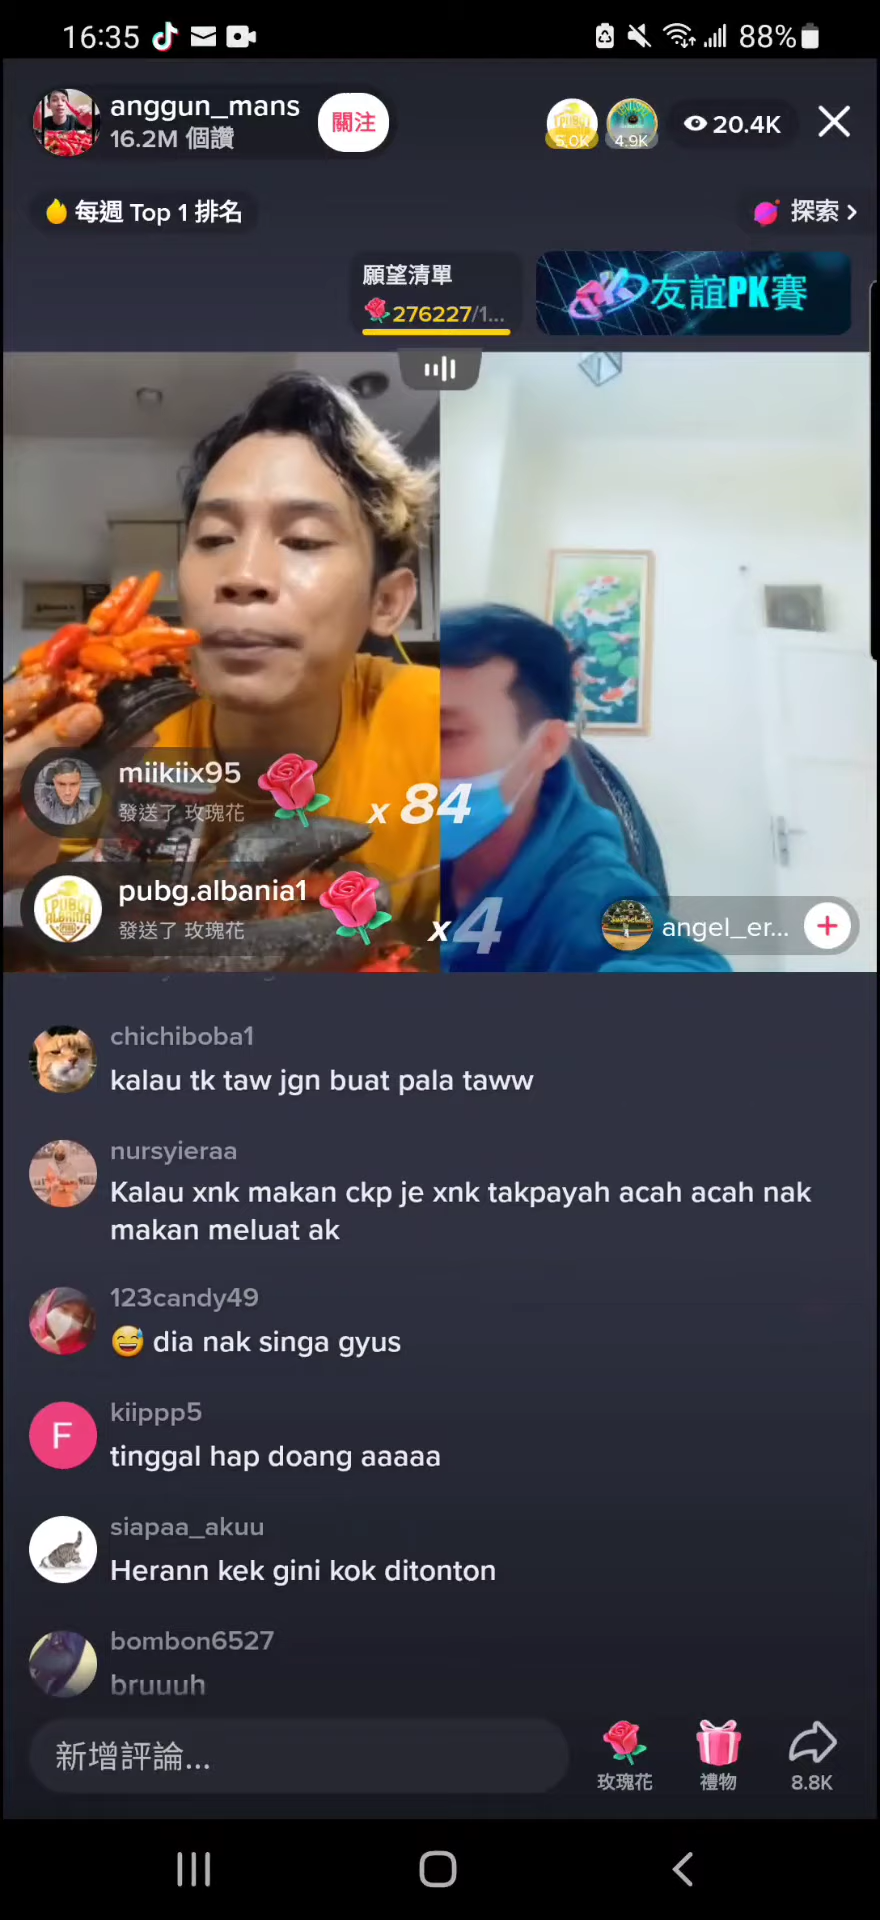 16:35
88%
anggun_mans
16.2M 個讚
關注
5.0K
4.9K
20.4K
每週 Top 1 排名
探索
願望清單
276227/1...
友誼PK賽
miikiix95
發送了 玫瑰花
x 84
pubg.albania1
發送了 玫瑰花
x4
angel_er...
chichiboba1
kalau tk taw jgn buat pala taww
nursyieraa
Kalau xnk makan ckp je xnk takpayah acah acah nak
makan meluat ak
123candy49
😅 dia nak singa gyus
kiippp5
F
tinggal hap doang aaaaa
siapaa_akuu
Herann kek gini kok ditonton
bombon6527
bruuuh
新增評論...
玫瑰花
禮物
8.8K